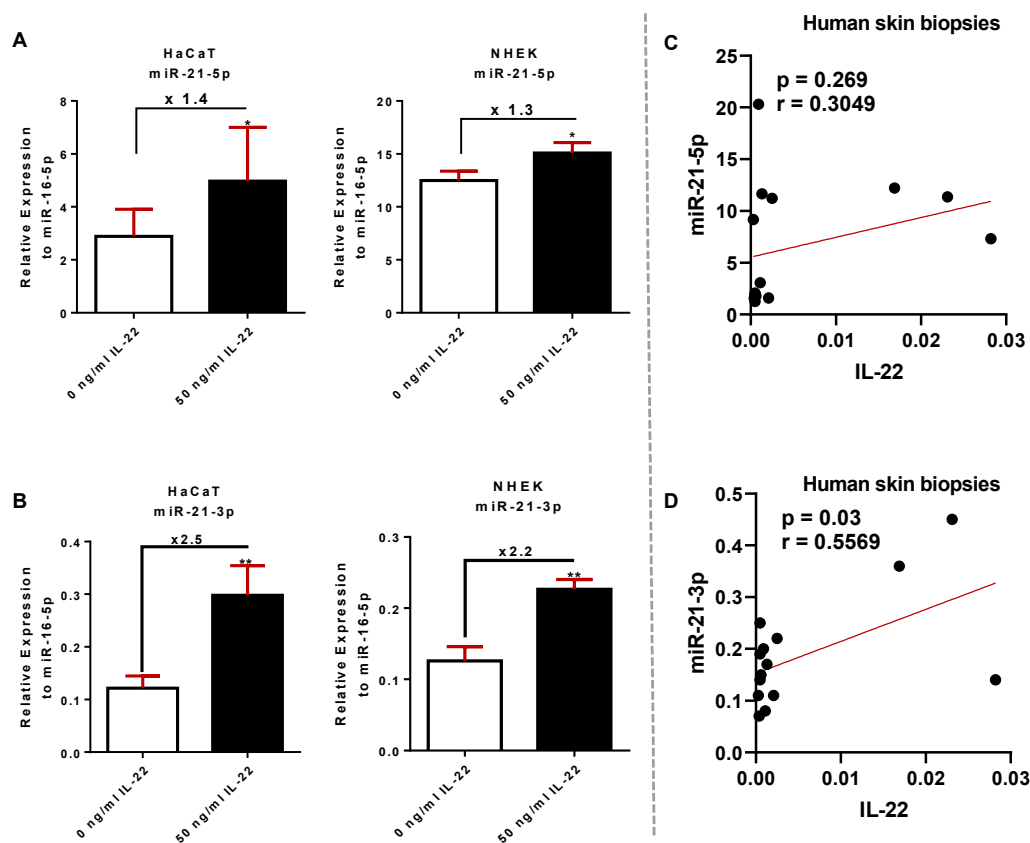 A
HaCaT
miR-21-5p
x 1.4
*
Relative Expression
to miR-16-5p
8
6
4
2
0
0 ng/ml IL-22
50 ng/ml IL-22
NHEK
miR-21-5p
x 1.3
*
Relative Expression
to miR-16-5p
20
15
10
5
0
0 ng/ml IL-22
50 ng/ml IL-22
B
HaCaT
miR-21-3p
x2.5
**
Relative Expression
to miR-16-5p
0.4
0.3
0.2
0.1
0.0
0 ng/ml IL-22
50 ng/ml IL-22
NHEK
miR-21-3p
x2.2
**
Relative Expression
to miR-16-5p
0.3
0.2
0.1
0.0
0 ng/ml IL-22
50 ng/ml IL-22
C
Human skin biopsies
p = 0.269
r = 0.3049
miR-21-5p
25
20
15
10
5
0
0.00 0.01 0.02 0.03
IL-22
D
Human skin biopsies
p = 0.03
r = 0.5569
miR-21-3p
0.5
0.4
0.3
0.2
0.1
0.0
0.00 0.01 0.02 0.03
IL-22